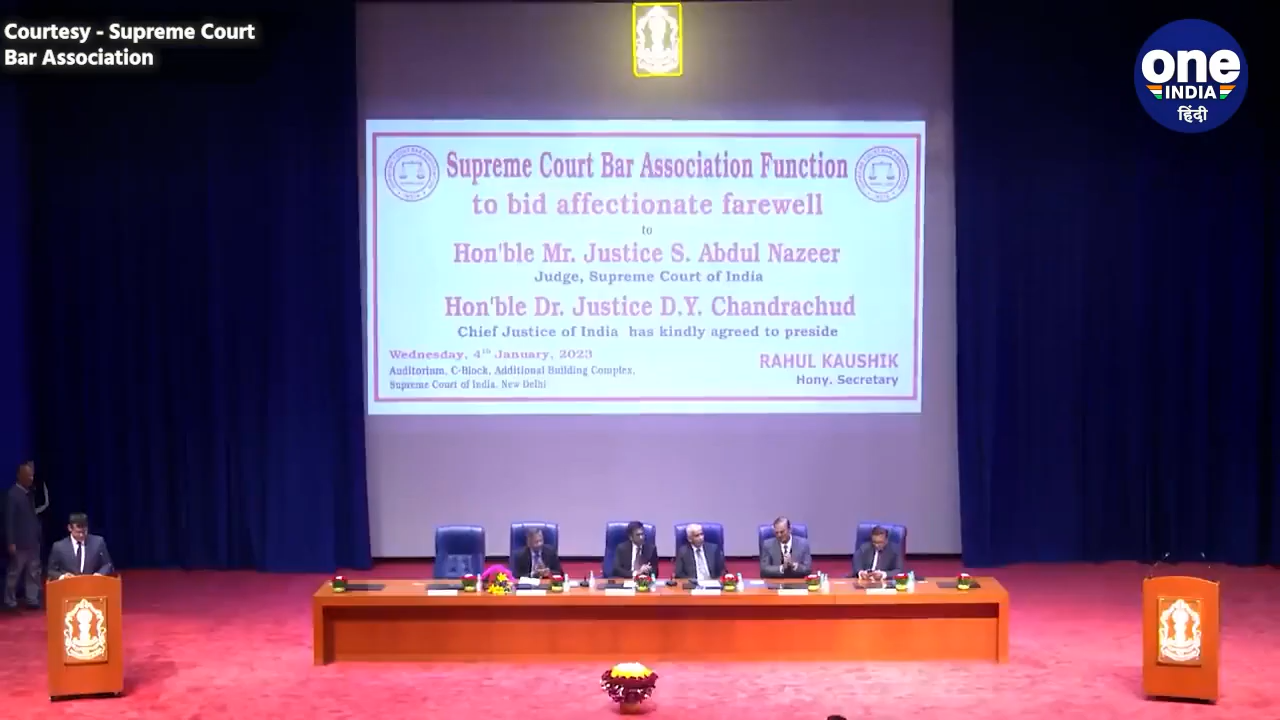 Courtesy - Supreme Court
Bar Association
one
INDIA
हिंदी
Supreme Court Bar Association Function
to bid affectionate farewell
to
Hon'ble Mr. Justice S. Abdul Nazeer
Judge, Supreme Court of India
Hon'ble Dr. Justice D.Y. Chandrachud
Chief Justice of India has kindly agreed to preside
Wednesday, 4th January, 2023
Auditorium, C-Block, Additional Building Complex,
Supreme Court of India, New Delhi
RAHUL KAUSHIK
Hony. Secretary